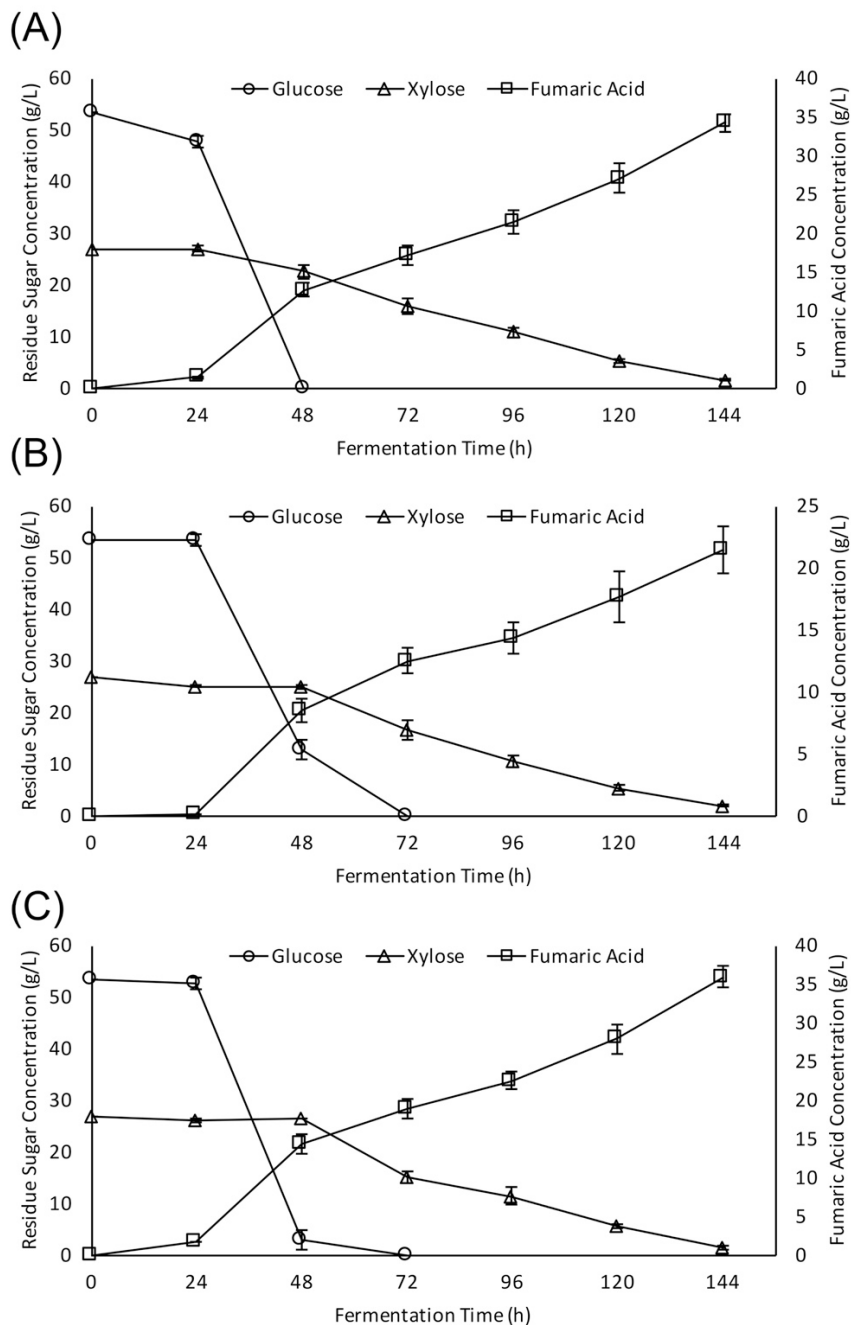 (A)
Glucose Xylose Fumaric Acid
Residue Sugar Concentration (g/L)
60
50
40
30
20
10
0
40
35
30
25
20
15
10
5
0
Fumaric Acid Concentration (g/L)
0 24 48 72 96 120 144
Fermentation Time (h)
(B)
Glucose Xylose Fumaric Acid
Residue Sugar Concentration (g/L)
60
50
40
30
20
10
0
25
20
15
10
5
0
Fumaric Acid Concentration (g/L)
0 24 48 72 96 120 144
Fermentation Time (h)
(C)
Glucose Xylose Fumaric Acid
Residue Sugar Concentration (g/L)
60
50
40
30
20
10
0
40
35
30
25
20
15
10
5
0
Fumaric Acid Concentration (g/L)
0 24 48 72 96 120 144
Fermentation Time (h)